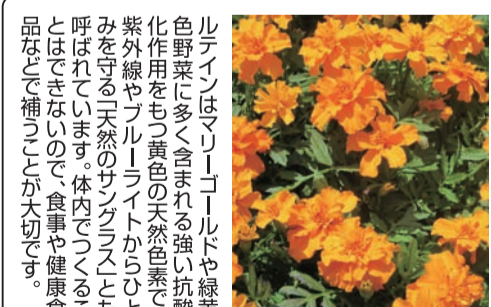 ルテインはマリーゴールドや緑黄
色野菜に多く含まれる強い抗酸
化作用をもつ黄色の天然色素で
紫外線やブルーライトからひと
みを守る「天然のサングラス」とも
呼ばれています。体内でつくるこ
とはできないので、食事や健康食
品などで補うことが大切です。